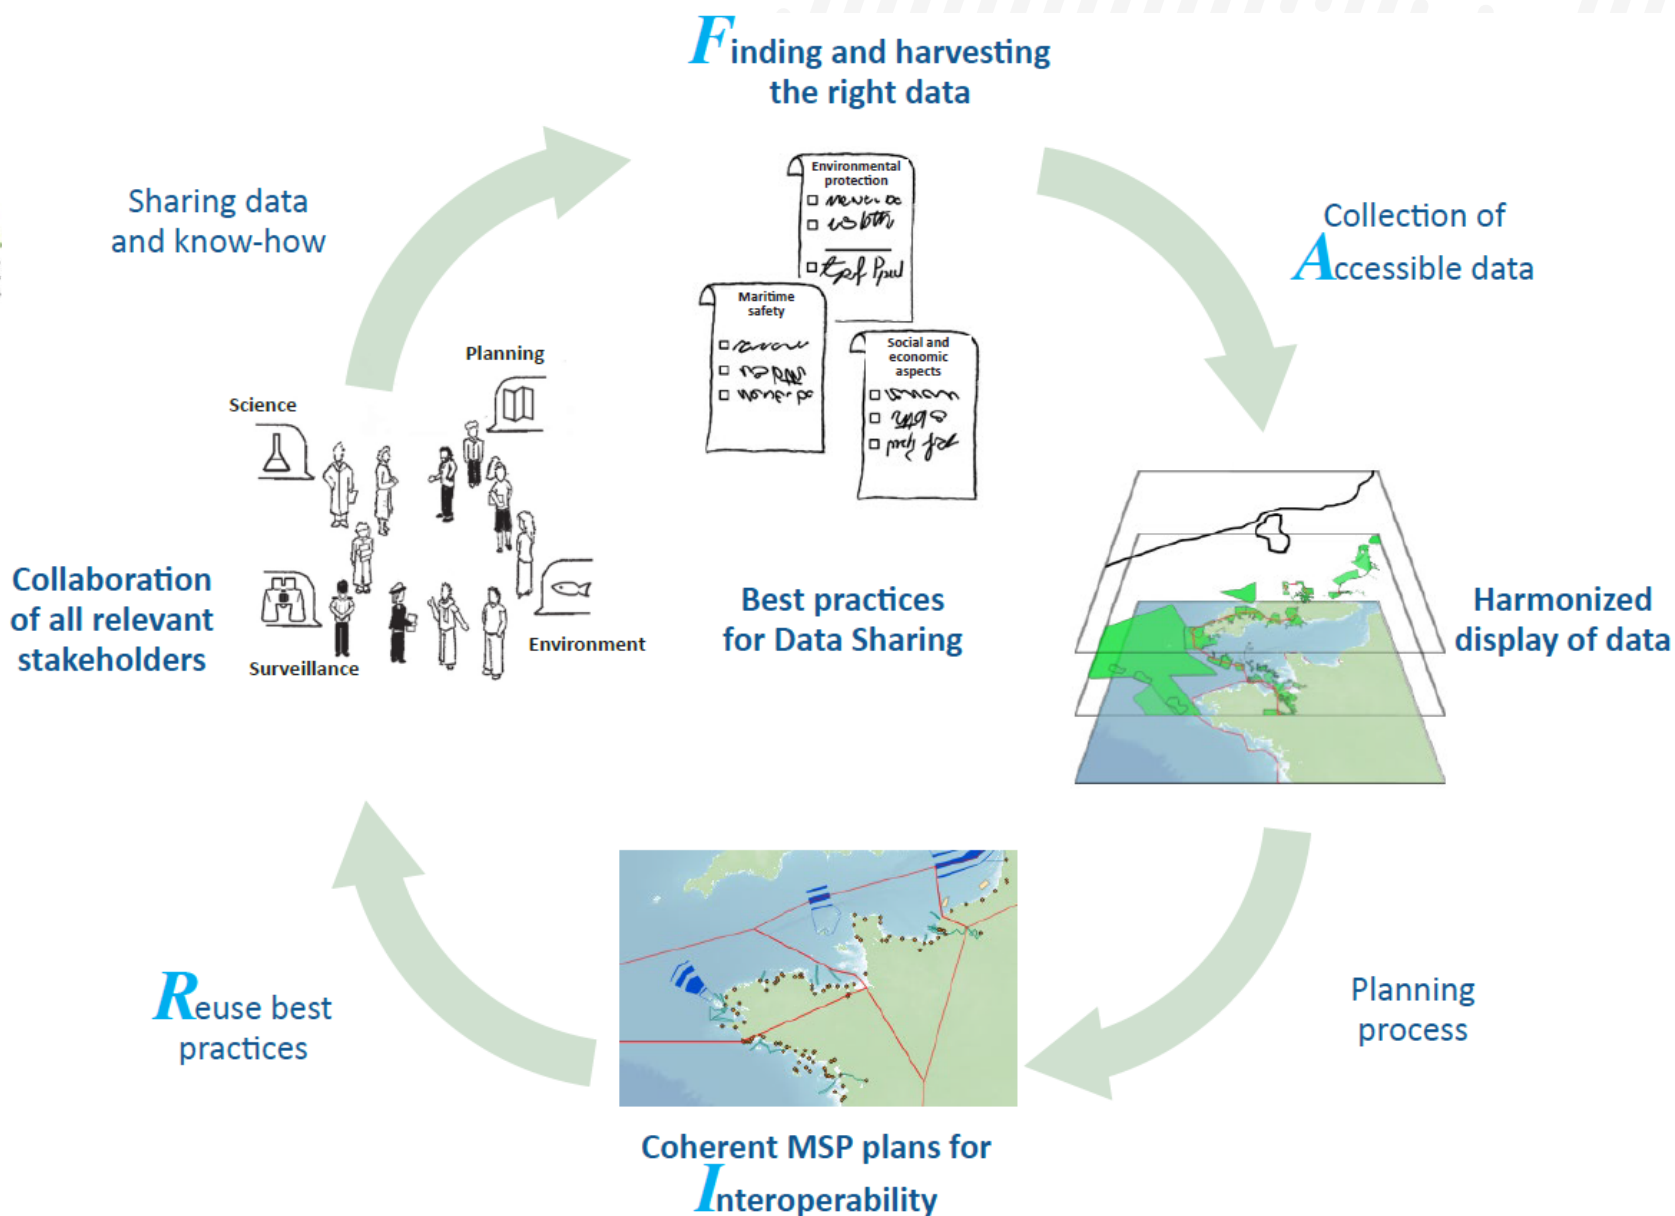 Finding and harvesting
the right data
Sharing data
and know-how
Collection of
Accessible data
Environmental
protection
Maritime
safety
Social and
economic
aspects
Planning
Science
Surveillance
Environment
Collaboration
of all relevant
stakeholders
Best practices
for Data Sharing
Harmonized
display of data
Reuse best
practices
Planning
process
Coherent MSP plans for
Interoperability